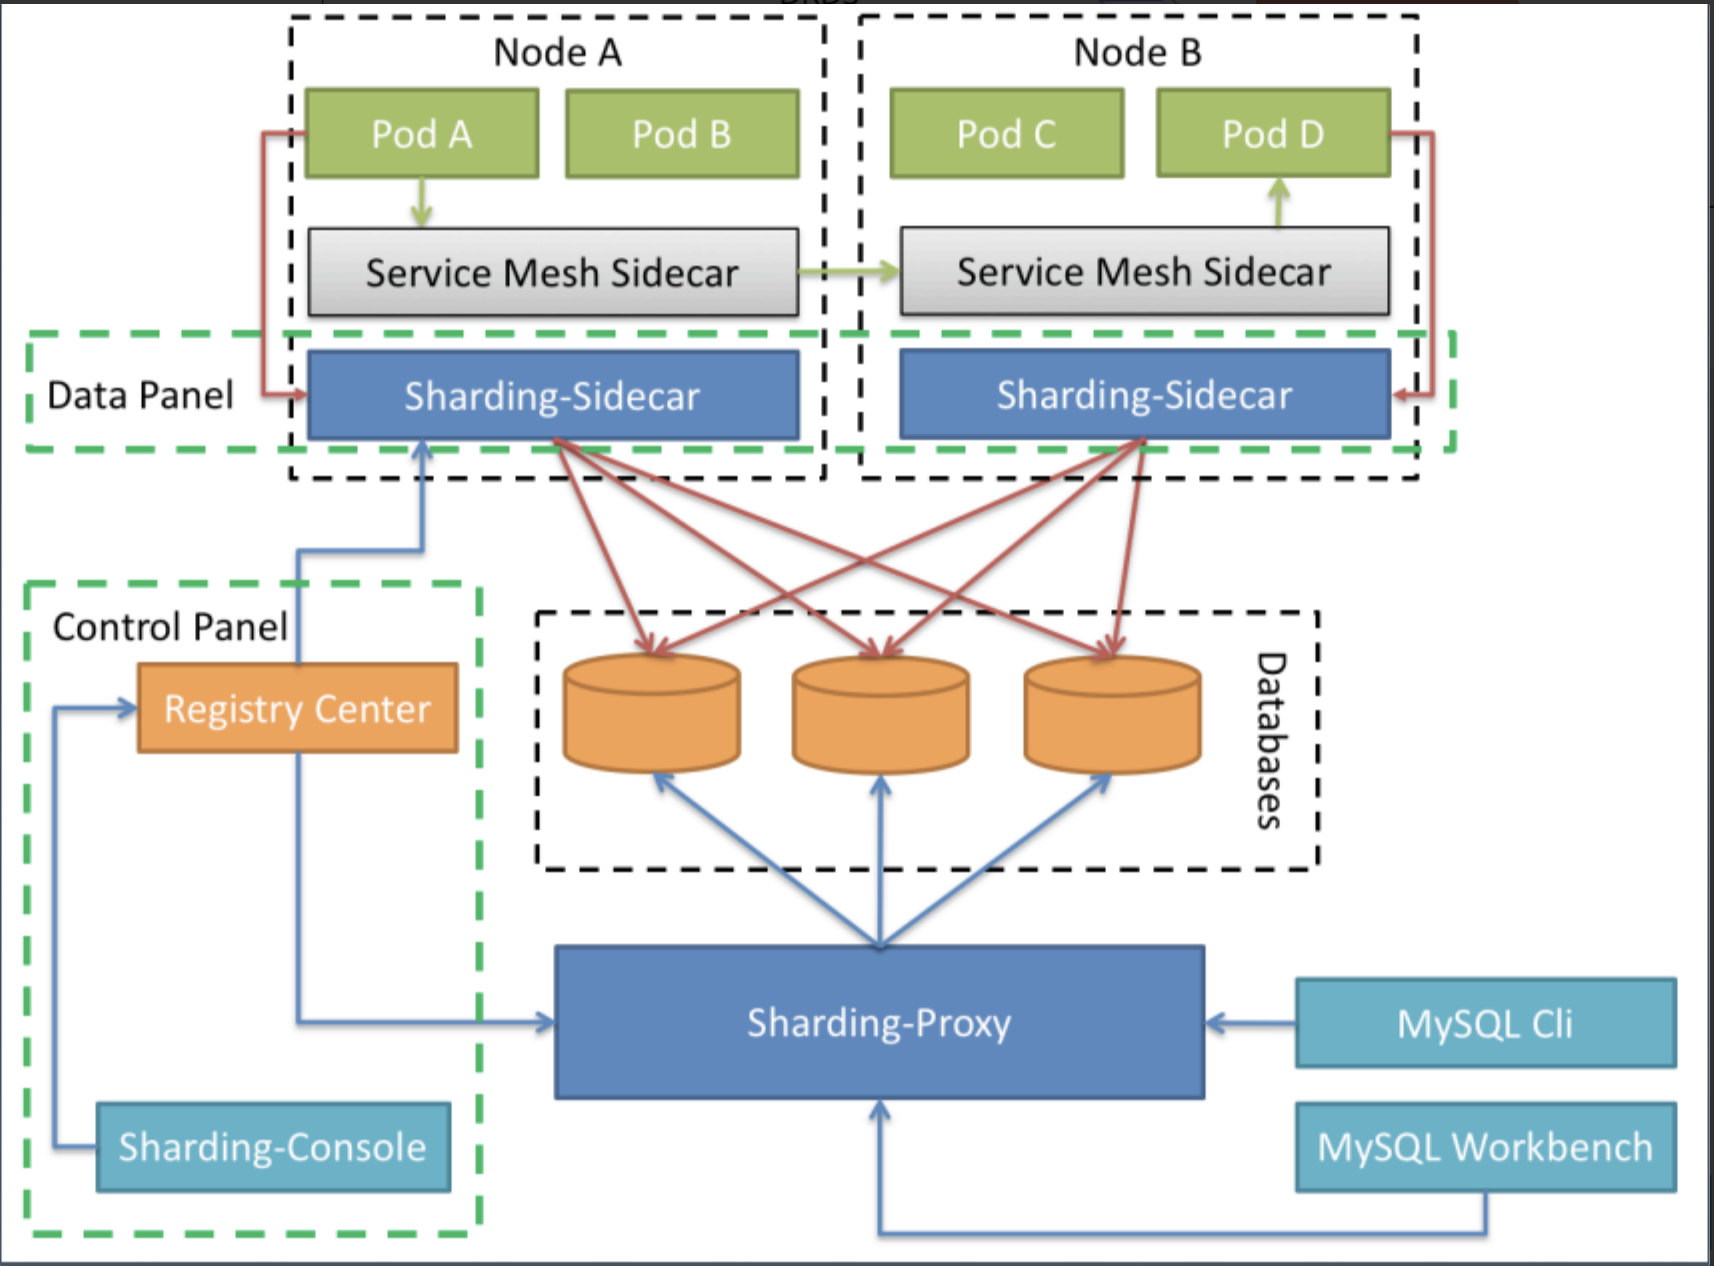 Node A
Node B
Pod A
Pod B
Pod C
Pod D
Service Mesh Sidecar
Service Mesh Sidecar
Data Panel
Sharding-Sidecar
Sharding-Sidecar
Control Panel
Registry Center
Databases
Sharding-Proxy
MySQL Cli
Sharding-Console
MySQL Workbench